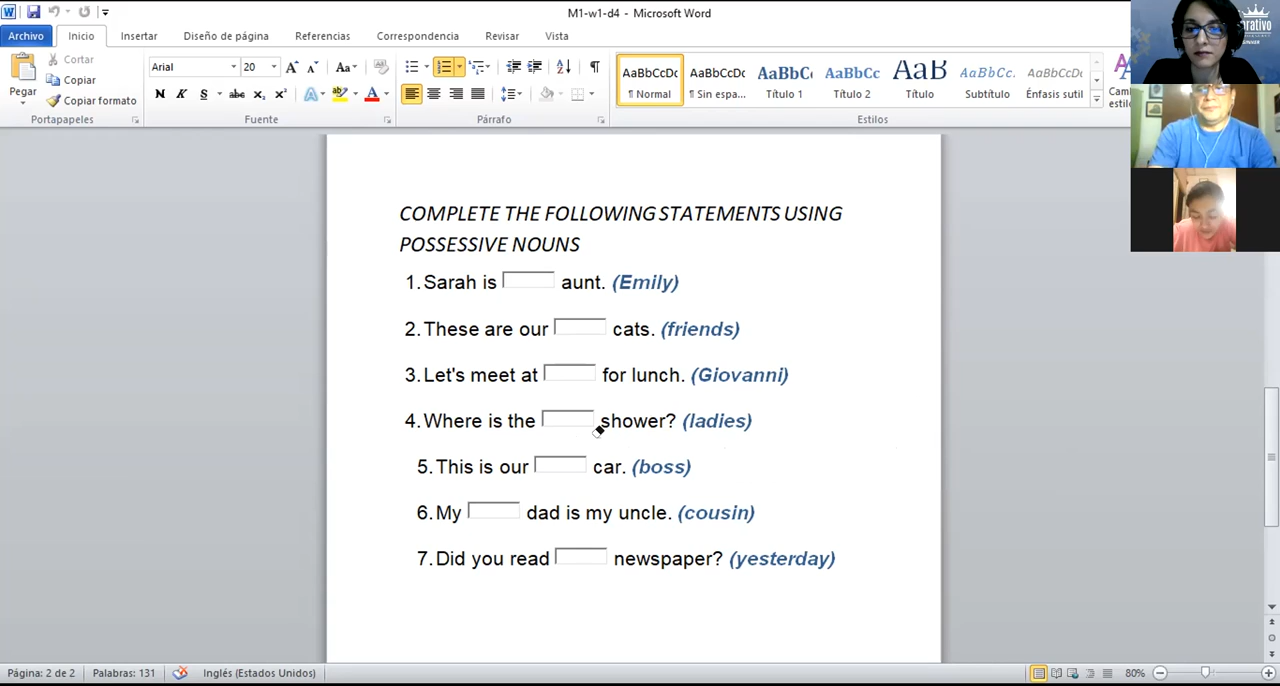 M1-w1-d4 - Microsoft Word
Archivo Inicio Insertar Diseño de página Referencias Correspondencia Revisar Vista
Cortar
Copiar
Copiar formato
Pegar
Portapapeles
Arial 20
Fuente
Párrafo
AaBbCcDc AaBbCcDc AaBbC AaBbCc AaB AaBbCc. AaBbCcDc
¶ Normal ¶ Sin espa... Título 1 Título 2 Título Subtítulo Énfasis sutil
Estilos
COMPLETE THE FOLLOWING STATEMENTS USING
POSSESSIVE NOUNS
1. Sarah is aunt. (Emily)
2. These are our cats. (friends)
3. Let's meet at for lunch. (Giovanni)
4. Where is the shower? (ladies)
5. This is our car. (boss)
6. My dad is my uncle. (cousin)
7. Did you read newspaper? (yesterday)
Página: 2 de 2 Palabras: 131 Inglés (Estados Unidos) 80%